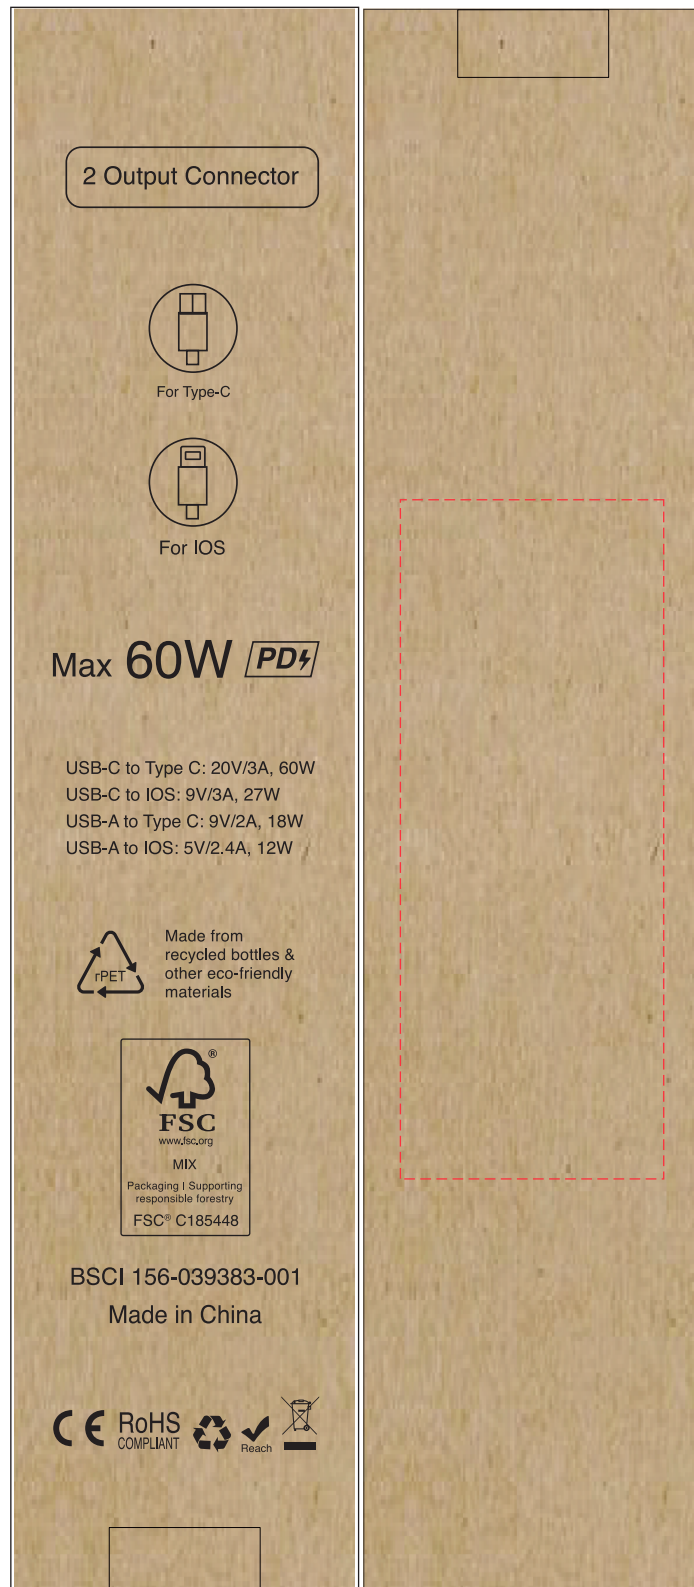 2 Output Connector
For Type-C
For IOS
Max 60W PD
USB-C to Type C: 20V/3A, 60W
USB-C to IOS: 9V/3A, 27W
USB-A to Type C: 9V/2A, 18W
USB-A to IOS: 5V/2.4A, 12W
rPET
Made from
recycled bottles &
other eco-friendly
materials
®
FSC
www.fsc.org
MIX
Packaging | Supporting
responsible forestry
FSC® C185448
BSCI 156-039383-001
Made in China
CE
RoHS
COMPLIANT
Reach